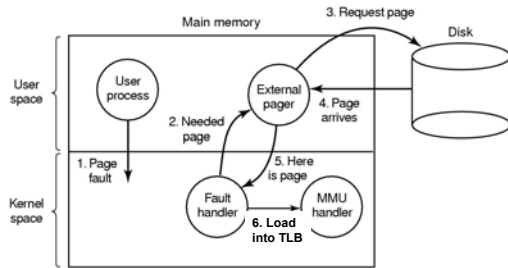 Main memory
3. Request page
Disk
User
space
User
process
External
pager
2. Needed
page
4. Page
arrives
1. Page
fault
5. Here
is page
Kernel
space
Fault
handler
6. Load
into TLB
MMU
handler